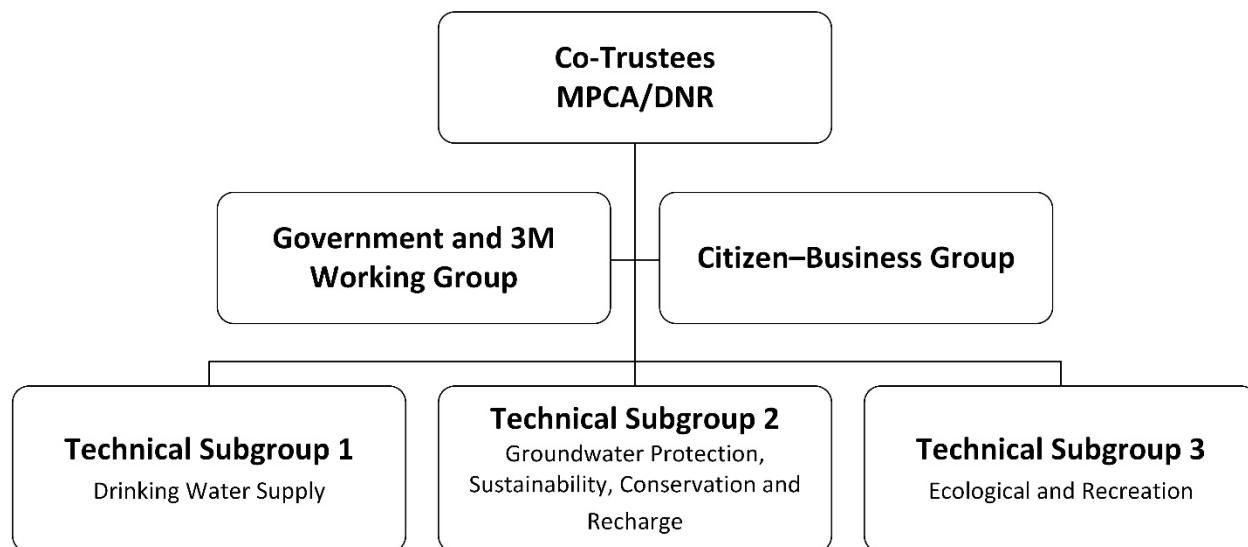 Co-Trustees
MPCA/DNR
Government and 3M
Working Group
Citizen–Business Group
Technical Subgroup 1
Drinking Water Supply
Technical Subgroup 2
Groundwater Protection,
Sustainability, Conservation and
Recharge
Technical Subgroup 3
Ecological and Recreation